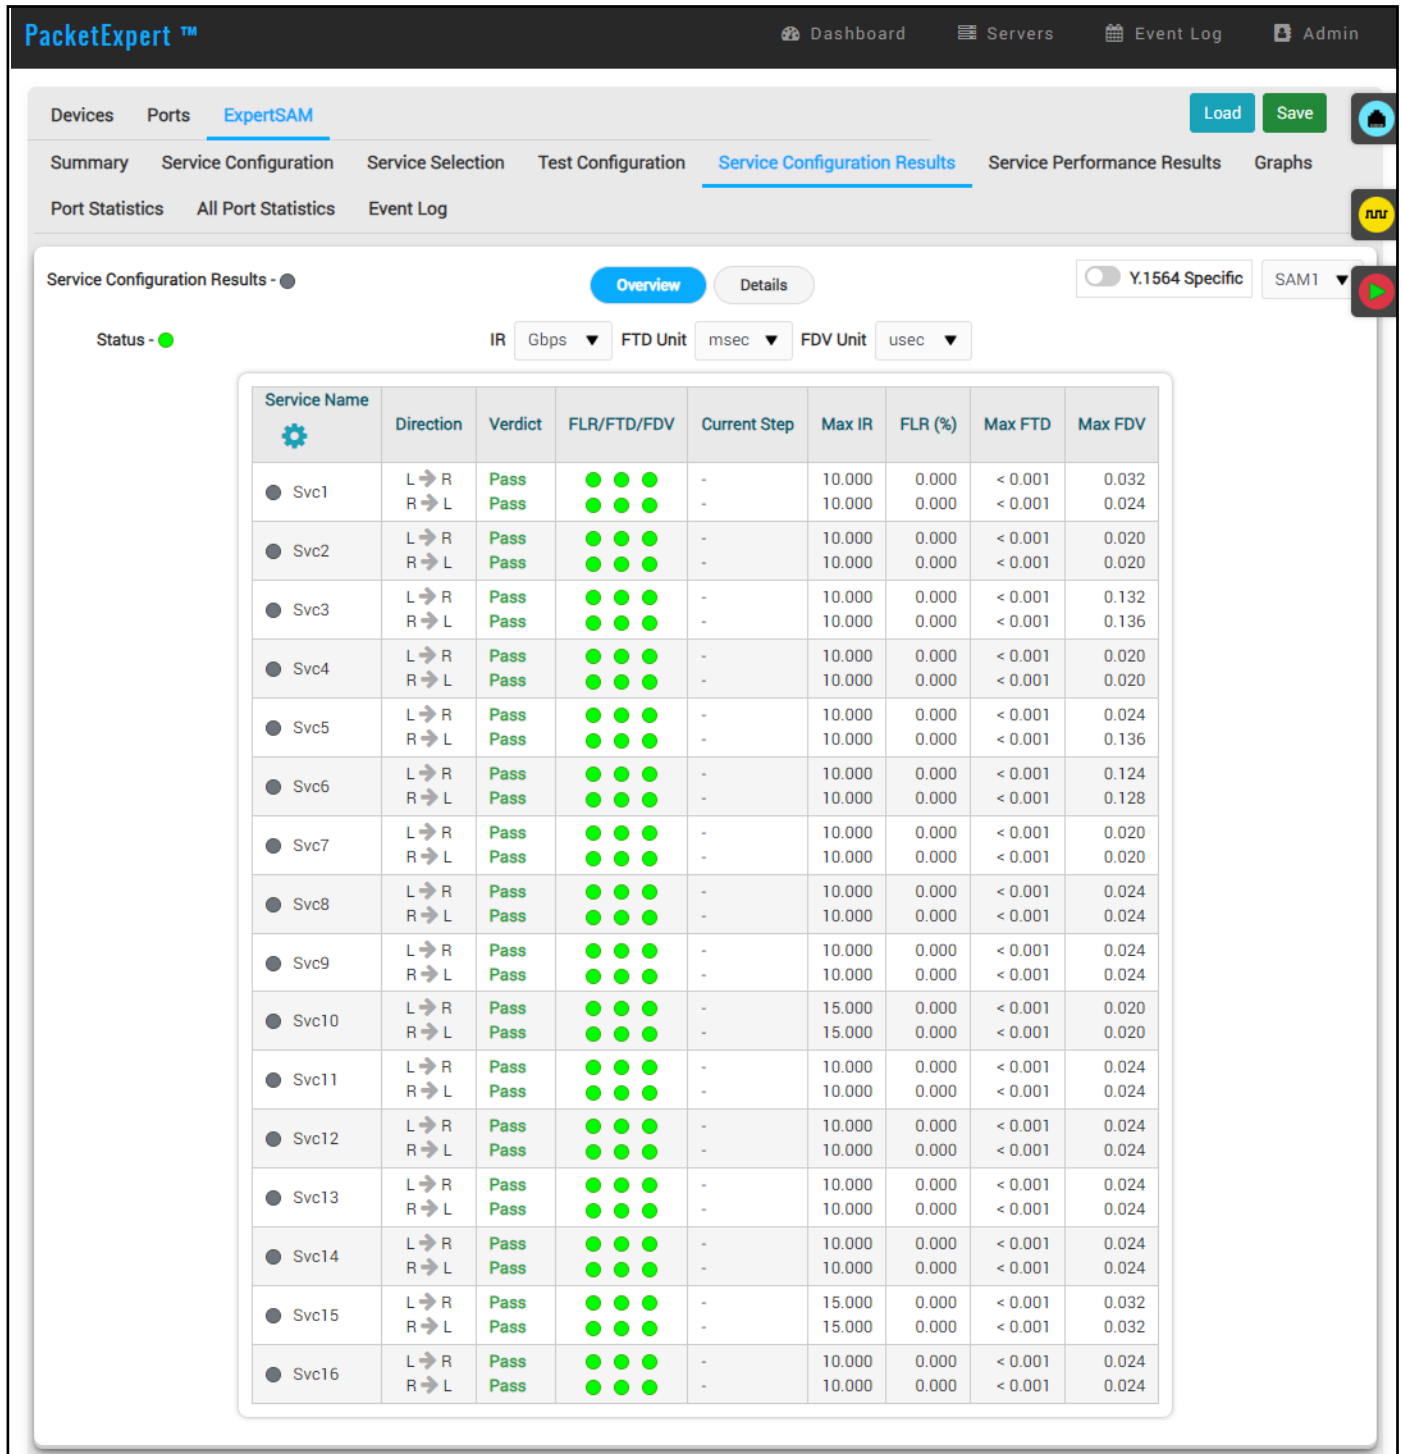 PacketExpert ™ Dashboard Servers Event Log Admin
Devices Ports ExpertSAM Load Save
Summary Service Configuration Service Selection Test Configuration Service Configuration Results Service Performance Results Graphs
Port Statistics All Port Statistics Event Log
Service Configuration Results - Overview Details Y.1564 Specific SAM1
Status - IR Gbps FTD Unit msec FDV Unit usec
Service Name Direction Verdict FLR/FTD/FDV Current Step Max IR FLR (%) Max FTD Max FDV
Svc1 L R Pass - 10.000 0.000 < 0.001 0.032
R L Pass - 10.000 0.000 < 0.001 0.024
Svc2 L R Pass - 10.000 0.000 < 0.001 0.020
R L Pass - 10.000 0.000 < 0.001 0.020
Svc3 L R Pass - 10.000 0.000 < 0.001 0.132
R L Pass - 10.000 0.000 < 0.001 0.136
Svc4 L R Pass - 10.000 0.000 < 0.001 0.020
R L Pass - 10.000 0.000 < 0.001 0.020
Svc5 L R Pass - 10.000 0.000 < 0.001 0.024
R L Pass - 10.000 0.000 < 0.001 0.136
Svc6 L R Pass - 10.000 0.000 < 0.001 0.124
R L Pass - 10.000 0.000 < 0.001 0.128
Svc7 L R Pass - 10.000 0.000 < 0.001 0.020
R L Pass - 10.000 0.000 < 0.001 0.020
Svc8 L R Pass - 10.000 0.000 < 0.001 0.024
R L Pass - 10.000 0.000 < 0.001 0.024
Svc9 L R Pass - 10.000 0.000 < 0.001 0.024
R L Pass - 10.000 0.000 < 0.001 0.024
Svc10 L R Pass - 15.000 0.000 < 0.001 0.020
R L Pass - 15.000 0.000 < 0.001 0.020
Svc11 L R Pass - 10.000 0.000 < 0.001 0.024
R L Pass - 10.000 0.000 < 0.001 0.024
Svc12 L R Pass - 10.000 0.000 < 0.001 0.024
R L Pass - 10.000 0.000 < 0.001 0.024
Svc13 L R Pass - 10.000 0.000 < 0.001 0.024
R L Pass - 10.000 0.000 < 0.001 0.024
Svc14 L R Pass - 10.000 0.000 < 0.001 0.024
R L Pass - 10.000 0.000 < 0.001 0.024
Svc15 L R Pass - 15.000 0.000 < 0.001 0.032
R L Pass - 15.000 0.000 < 0.001 0.032
Svc16 L R Pass - 10.000 0.000 < 0.001 0.024
R L Pass - 10.000 0.000 < 0.001 0.024